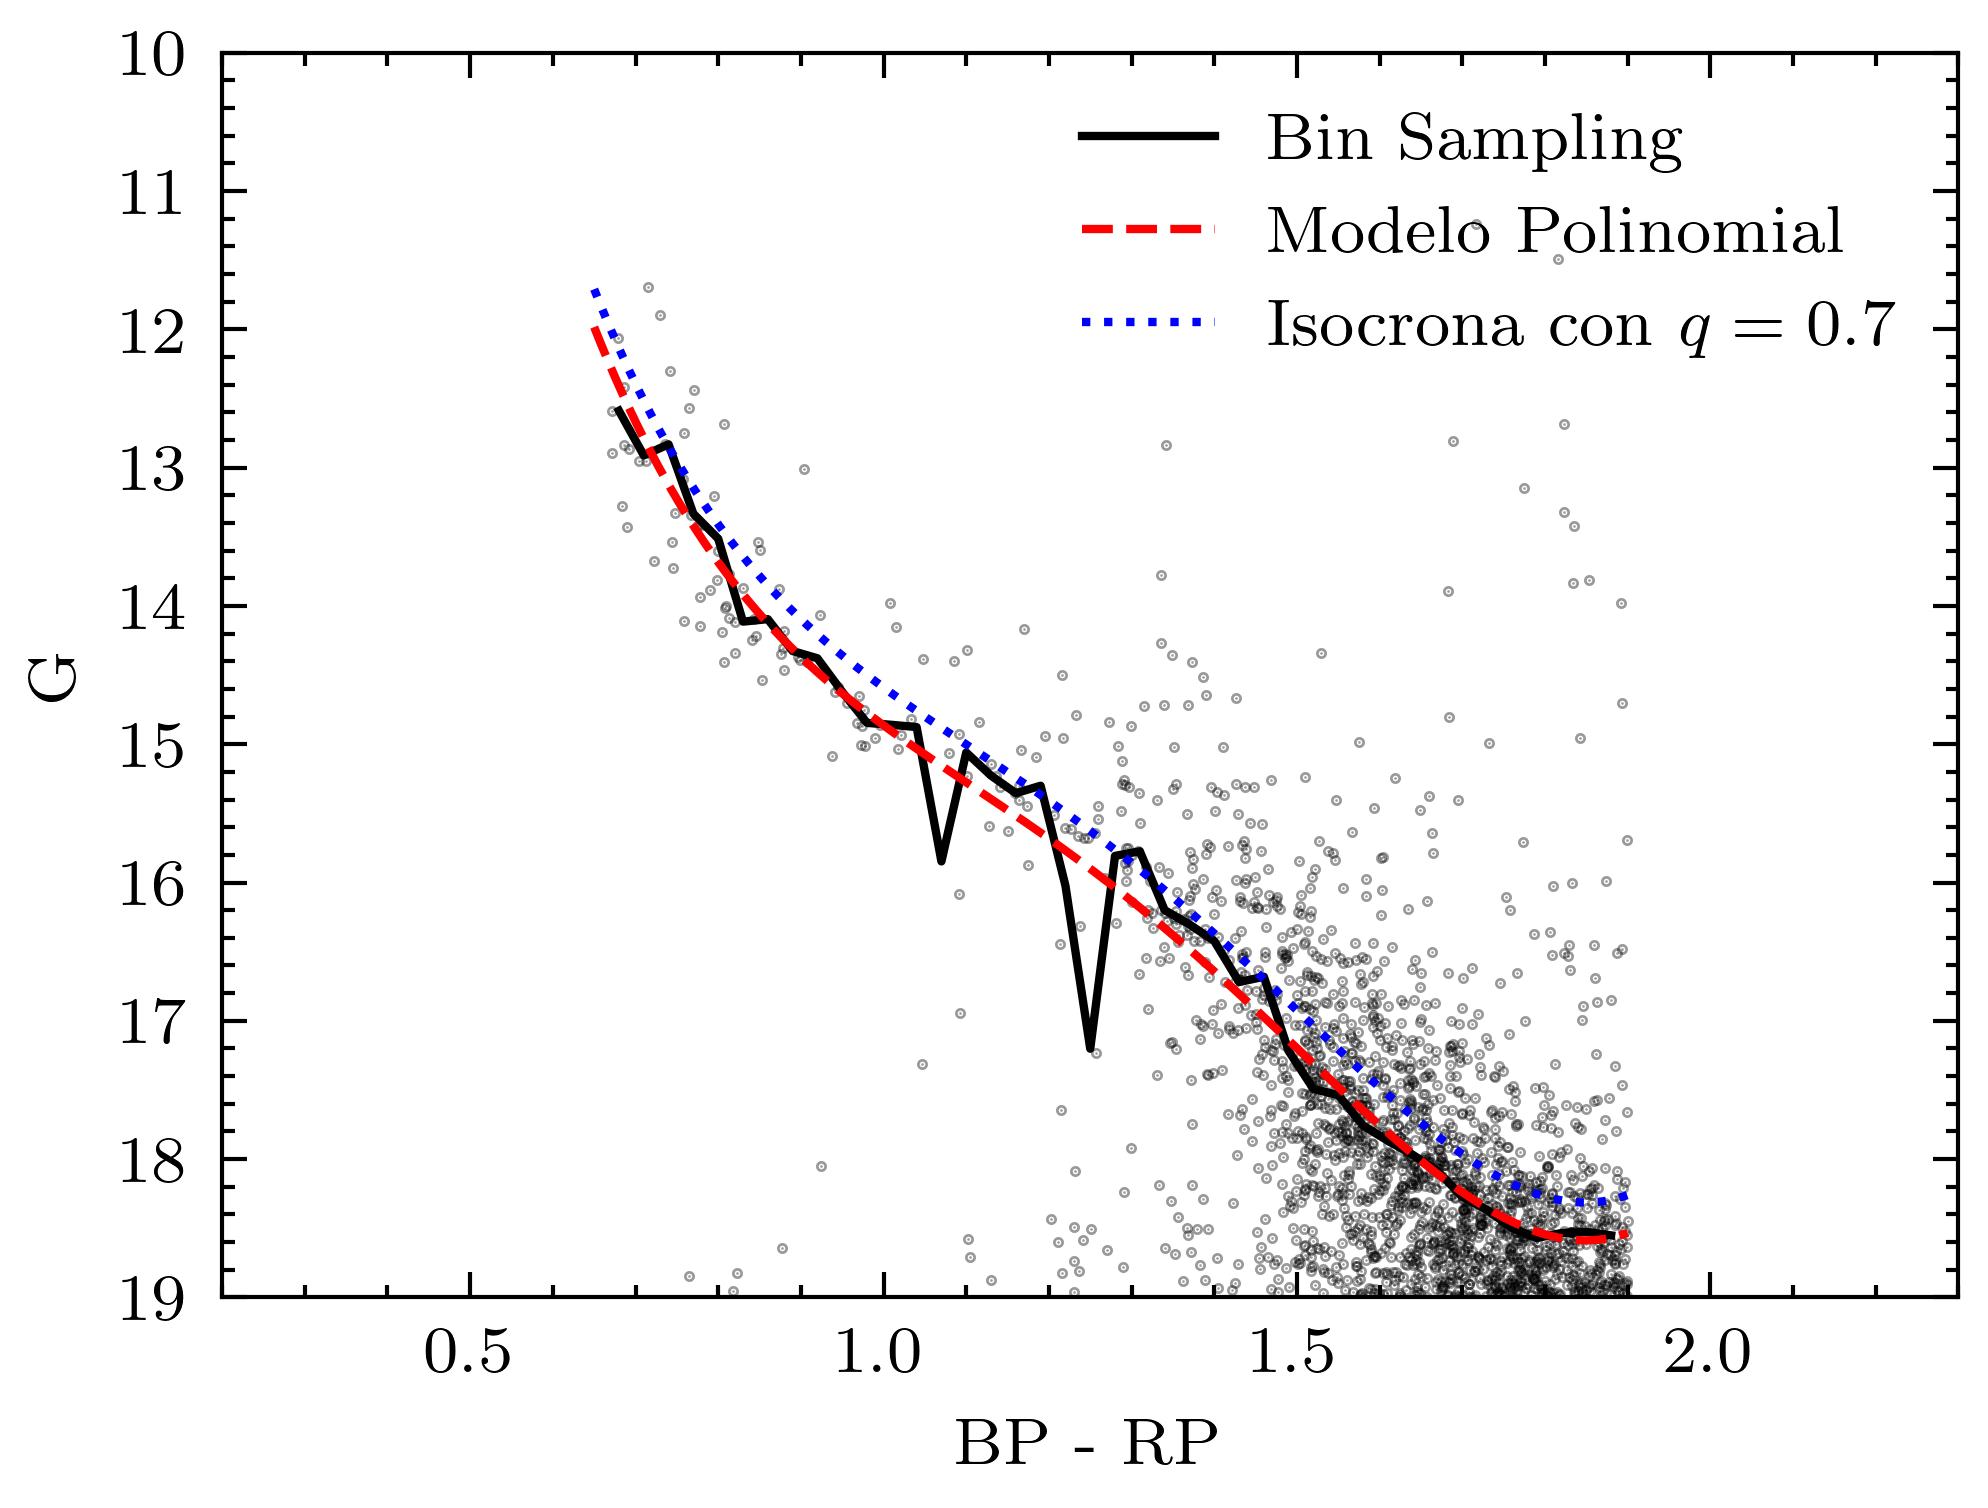 Bin Sampling
Modelo Polinomial
Isocrona con q = 0.7
G
10
11
12
13
14
15
16
17
18
19
0.5 1.0 1.5 2.0
BP - RP